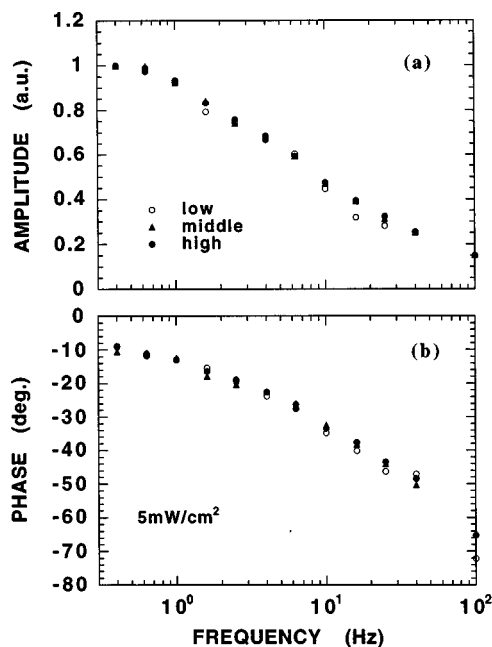 (a)
1.2
1
0.8
0.6
0.4
0.2
0
AMPLITUDE (a.u.)
low
middle
high
(b)
0
-10
-20
-30
-40
-50
-60
-70
-80
PHASE (deg.)
5mW/cm²
10⁰ 10¹ 10²
FREQUENCY (Hz)